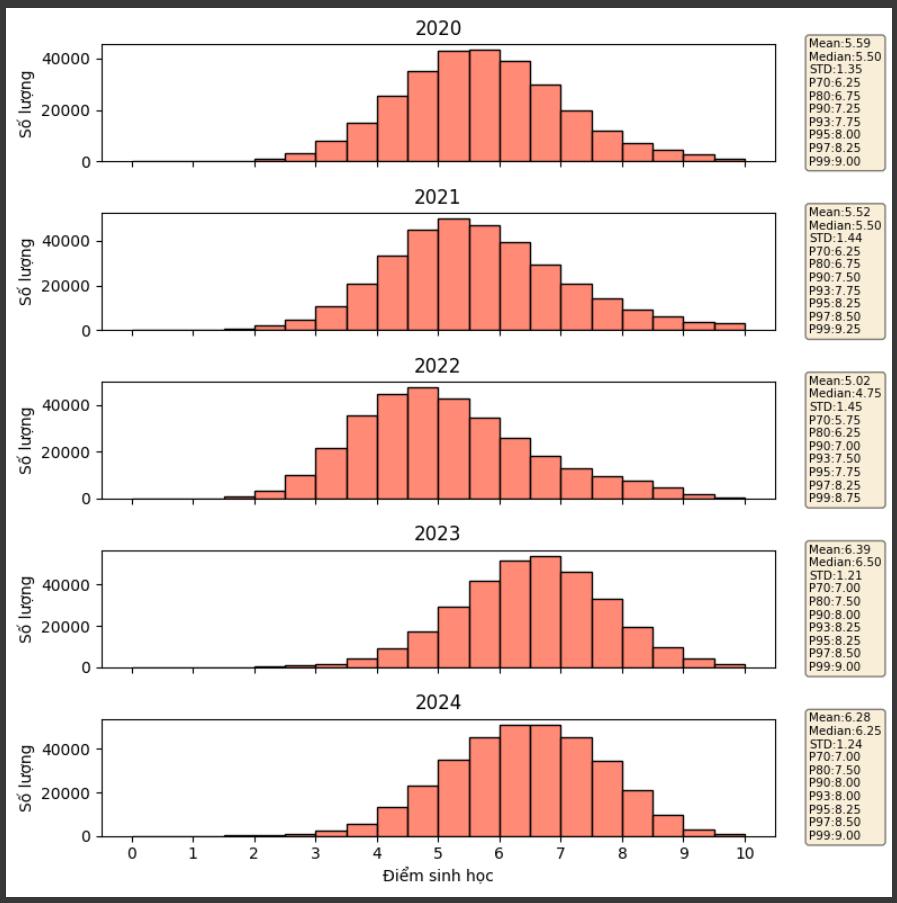 2020
Số lượng
40000
20000
0
Mean:5.59
Median:5.50
STD:1.35
P70:6.25
P80:6.75
P90:7.25
P93:7.75
P95:8.00
P97:8.25
P99:9.00
2021
Số lượng
40000
20000
0
Mean:5.52
Median:5.50
STD:1.44
P70:6.25
P80:6.75
P90:7.50
P93:7.75
P95:8.25
P97:8.50
P99:9.25
2022
Số lượng
40000
20000
0
Mean:5.02
Median:4.75
STD:1.45
P70:5.75
P80:6.25
P90:7.00
P93:7.50
P95:7.75
P97:8.25
P99:8.75
2023
Số lượng
40000
20000
0
Mean:6.39
Median:6.50
STD:1.21
P70:7.00
P80:7.50
P90:8.00
P93:8.25
P95:8.25
P97:8.50
P99:9.00
2024
Số lượng
40000
20000
0
Mean:6.28
Median:6.25
STD:1.24
P70:7.00
P80:7.50
P90:8.00
P93:8.00
P95:8.25
P97:8.50
P99:9.00
0 1 2 3 4 5 6 7 8 9 10
Điểm sinh học